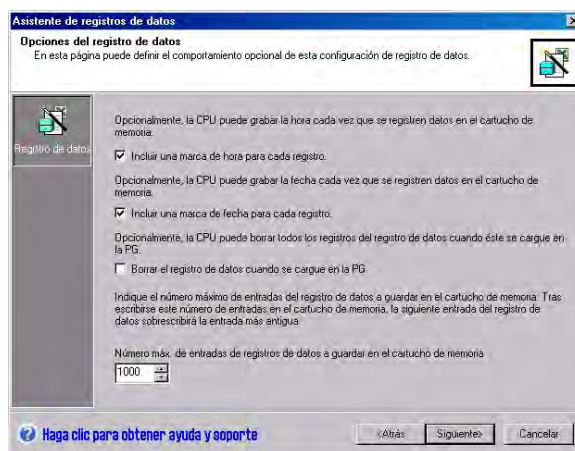 Asistente de registros de datos
Opciones del registro de datos
En esta página puede definir el comportamiento opcional de esta configuración de registro de datos.
Registro de datos
Opcionalmente, la CPU puede grabar la hora cada vez que se registren datos en el cartucho de
memoria.
Incluir una marca de hora para cada registro.
Opcionalmente, la CPU puede grabar la fecha cada vez que se registren datos en el cartucho de
memoria.
Incluir una marca de fecha para cada registro.
Opcionalmente, la CPU puede borrar todos los registros del registro de datos cuando éste se cargue en
la PG.
Borrar el registro de datos cuando se cargue en la PG
Indique el número máximo de entradas del registro de datos a guardar en el cartucho de memoria. Tras
escribirse este número de entradas en el cartucho de memoria, la siguiente entrada del registro de
datos sobrescribirá la entrada más antigua.
Número máx. de entradas de registros de datos a guardar en el cartucho de memoria
1000
Haga clic para obtener ayuda y soporte
<Atrás
Siguiente>
Cancelar